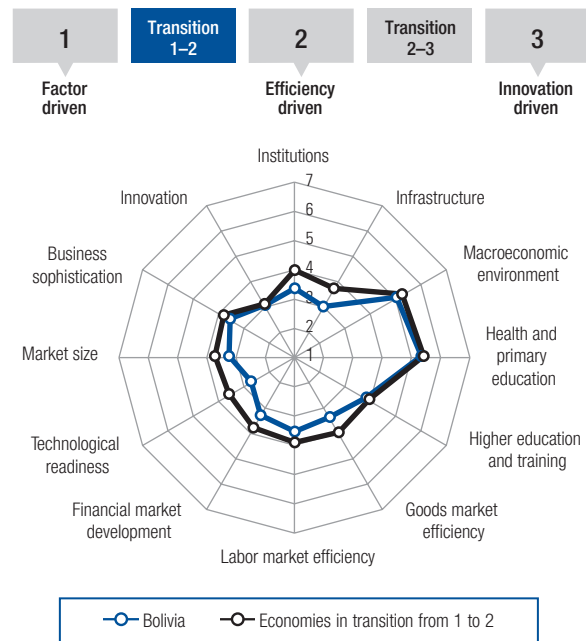 1
Transition
1–2
2
Transition
2–3
3
Factor
driven
Efficiency
driven
Innovation
driven
Institutions
Infrastructure
Macroeconomic
environment
Health and
primary
education
Higher education
and training
Goods market
efficiency
Labor market efficiency
Financial market
development
Technological
readiness
Market size
Business
sophistication
Innovation
7
6
5
4
3
2
1
Bolivia
Economies in transition from 1 to 2